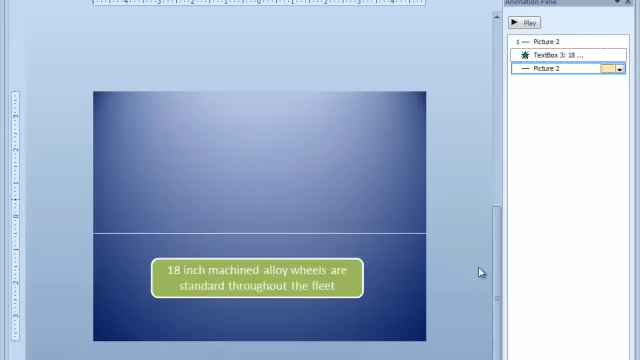 Animation Pane
Play
1 Picture 2
TextBox 3: 18 ...
Picture 2
18 inch machined alloy wheels are
standard throughout the fleet